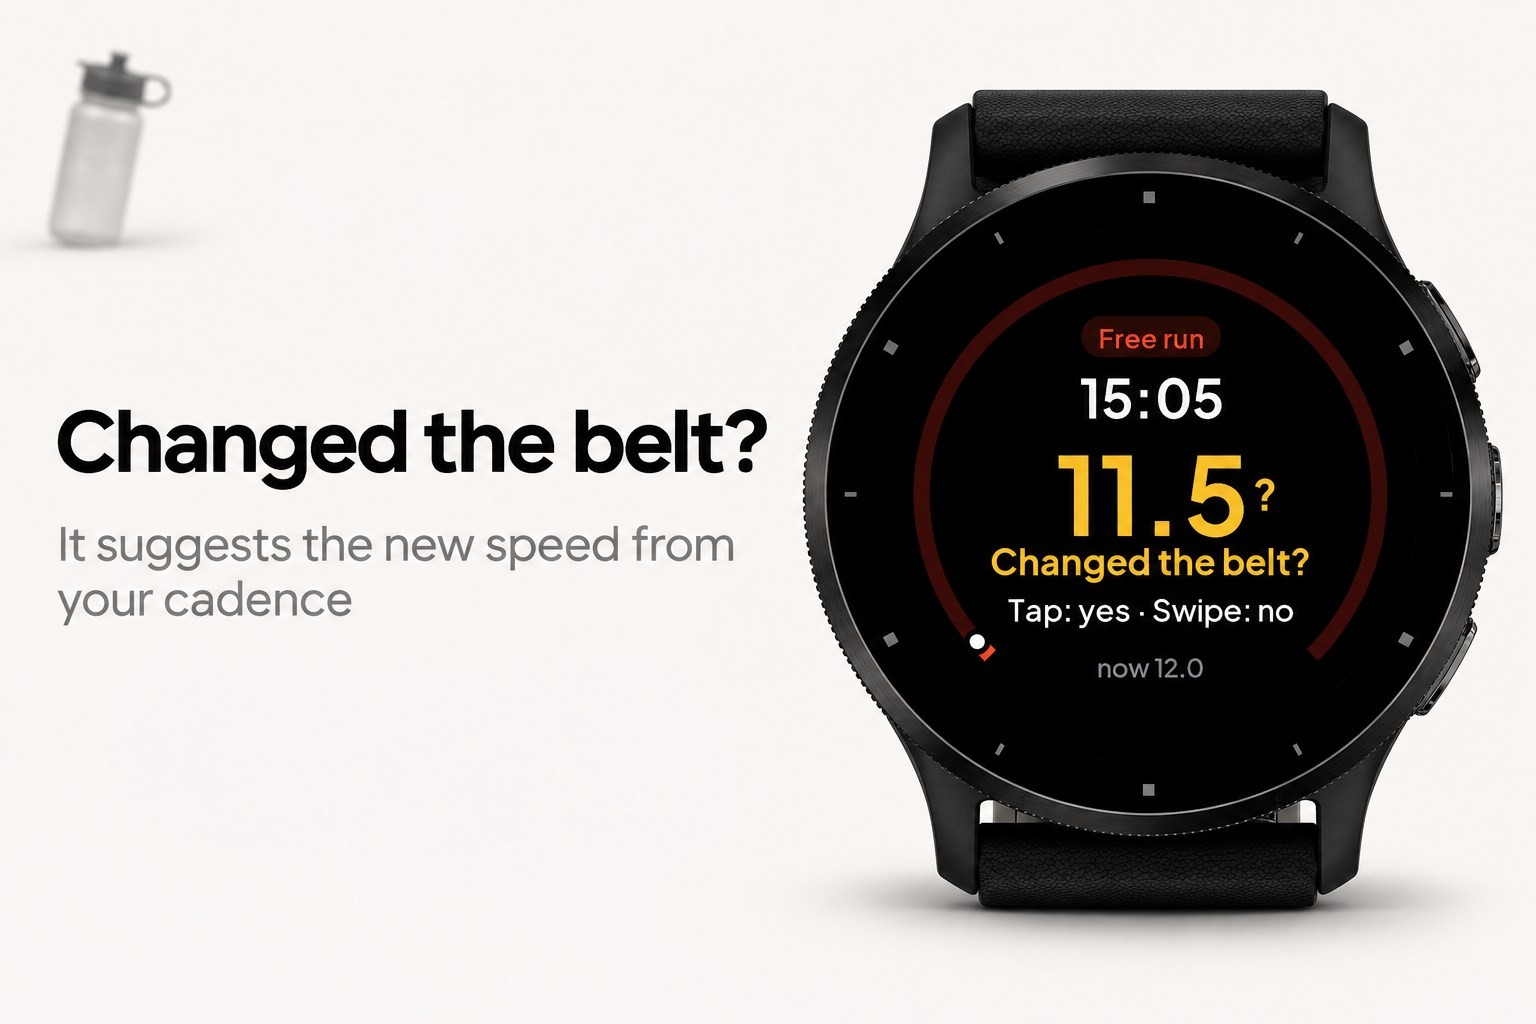 Changed the belt?
It suggests the new speed from
your cadence
Free run
15:05
11.5?
Changed the belt?
Tap: yes · Swipe: no
now 12.0